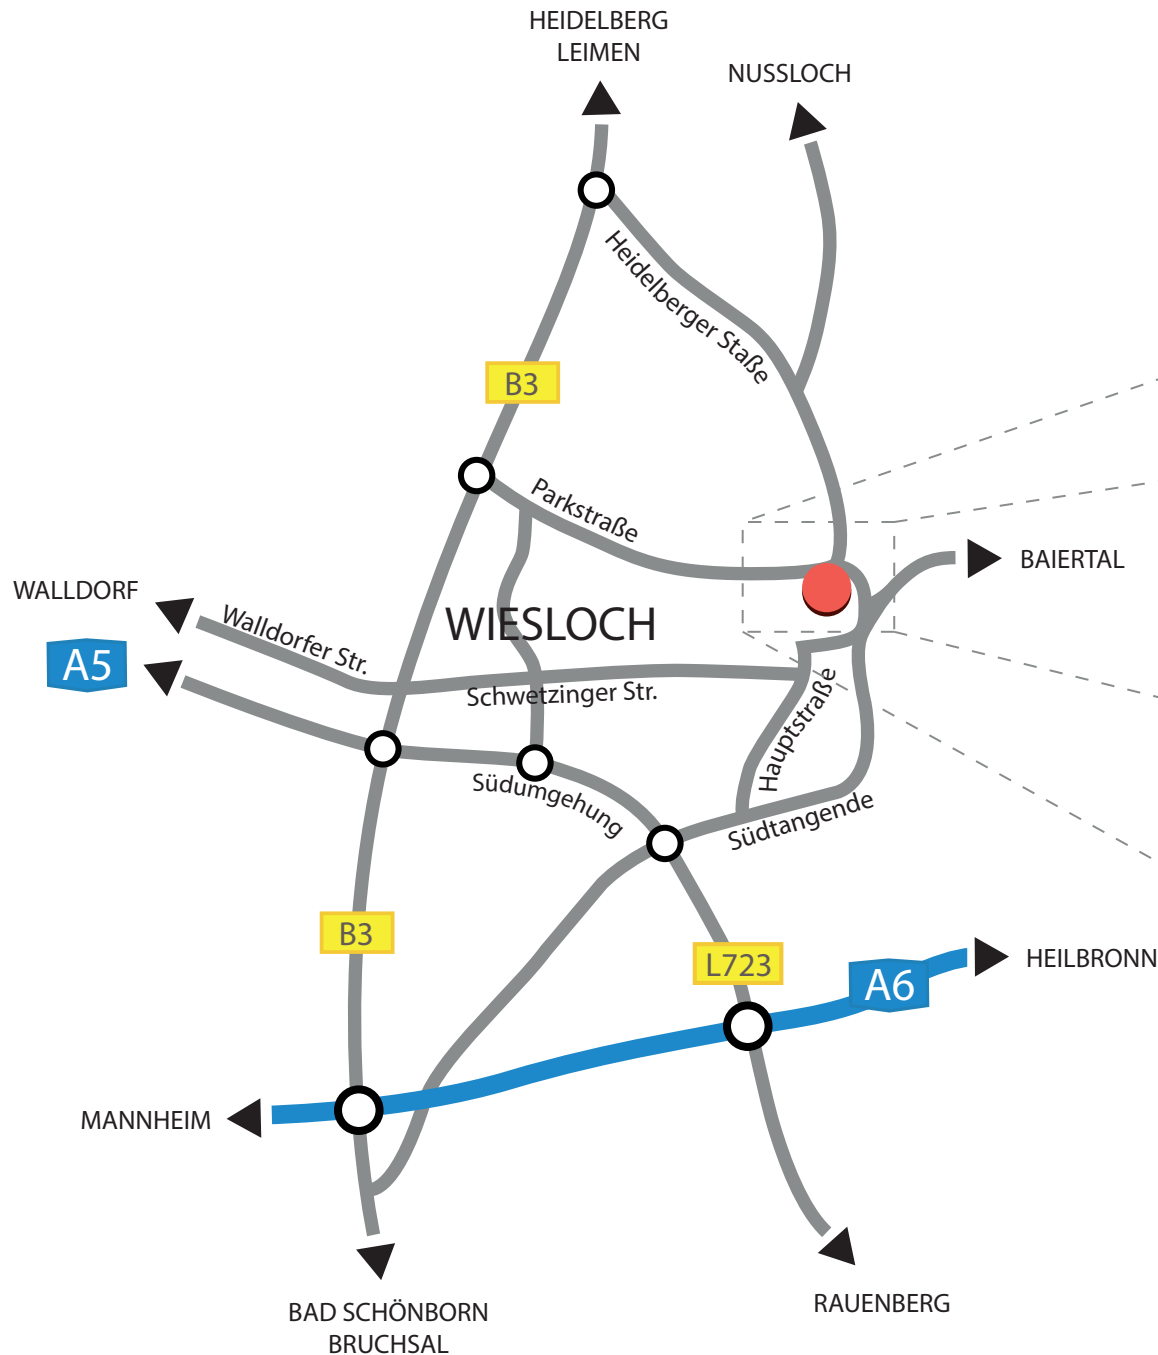 HEIDELBERG
LEIMEN
NUSSLOCH
Heidelberger Staße
B3
Parkstraße
BAIERTAL
WALLDORF
Walldorfer Str.
WIESLOCH
A5
Schwetzinger Str.
Hauptstraße
Südumgehung
Südtangende
B3
L723
A6
HEILBRONN
MANNHEIM
RAUENBERG
BAD SCHÖNBORN
BRUCHSAL